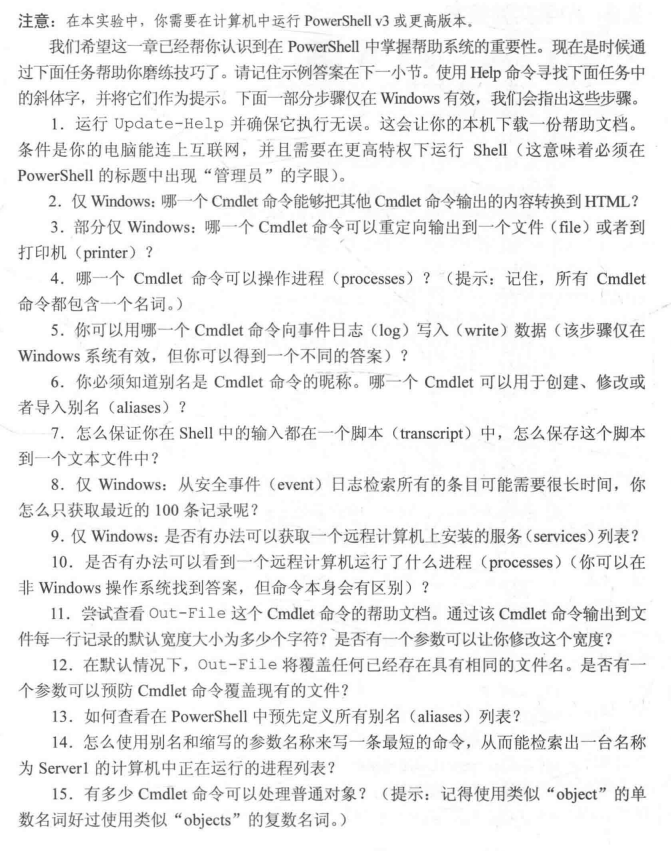 注意：在本实验中，你需要在计算机中运行 PowerShell v3 或更高版本。
我们希望这一章已经帮你认识到在 PowerShell 中掌握帮助系统的重要性。现在是时候通
过下面任务帮助你磨练技巧了。请记住示例答案在下一小节。使用 Help 命令寻找下面任务中
的斜体字，并将它们作为提示。下面一部分步骤仅在 Windows 有效，我们会指出这些步骤。
1．运行 Update-Help 并确保它执行无误。这会让你的本机下载一份帮助文档。
条件是你的电脑能连上互联网，并且需要在更高特权下运行 Shell（这意味着必须在
PowerShell 的标题中出现“管理员”的字眼）。
2．仅 Windows: 哪一个 Cmdlet 命令能够把其他 Cmdlet 命令输出的内容转换到 HTML？
3．部分仅 Windows：哪一个 Cmdlet 命令可以重定向输出到一个文件（file）或者到
打印机（printer）？
4．哪一个 Cmdlet 命令可以操作进程（processes）？（提示：记住，所有 Cmdlet
命令都包含一个名词。）
5．你可以用哪一个 Cmdlet 命令向事件日志（log）写入（write）数据（该步骤仅在
Windows 系统有效，但你可以得到一个不同的答案）？
6．你必须知道别名是 Cmdlet 命令的昵称。哪一个 Cmdlet 可以用于创建、修改或
者导入别名（aliases）？
7．怎么保证你在 Shell 中的输入都在一个脚本（transcript）中，怎么保存这个脚本
到一个文本文件中？
8．仅 Windows：从安全事件（event）日志检索所有的条目可能需要很长时间，你
怎么只获取最近的 100 条记录呢？
9．仅 Windows: 是否有办法可以获取一个远程计算机上安装的服务（services）列表？
10．是否有办法可以看到一个远程计算机运行了什么进程（processes）（你可以在
非 Windows 操作系统找到答案，但命令本身会有区别）？
11．尝试查看 Out-File 这个 Cmdlet 命令的帮助文档。通过该 Cmdlet 命令输出到文
件每一行记录的默认宽度大小为多少个字符？是否有一个参数可以让你修改这个宽度？
12．在默认情况下，Out-File 将覆盖任何已经存在具有相同的文件名。是否有一
个参数可以预防 Cmdlet 命令覆盖现有的文件？
13．如何查看在 PowerShell 中预先定义所有别名（aliases）列表？
14．怎么使用别名和缩写的参数名称来写一条最短的命令，从而能检索出一台名称
为 Server1 的计算机中正在运行的进程列表？
15．有多少 Cmdlet 命令可以处理普通对象？（提示：记得使用类似“object”的单
数名词好过使用类似“objects”的复数名词。）